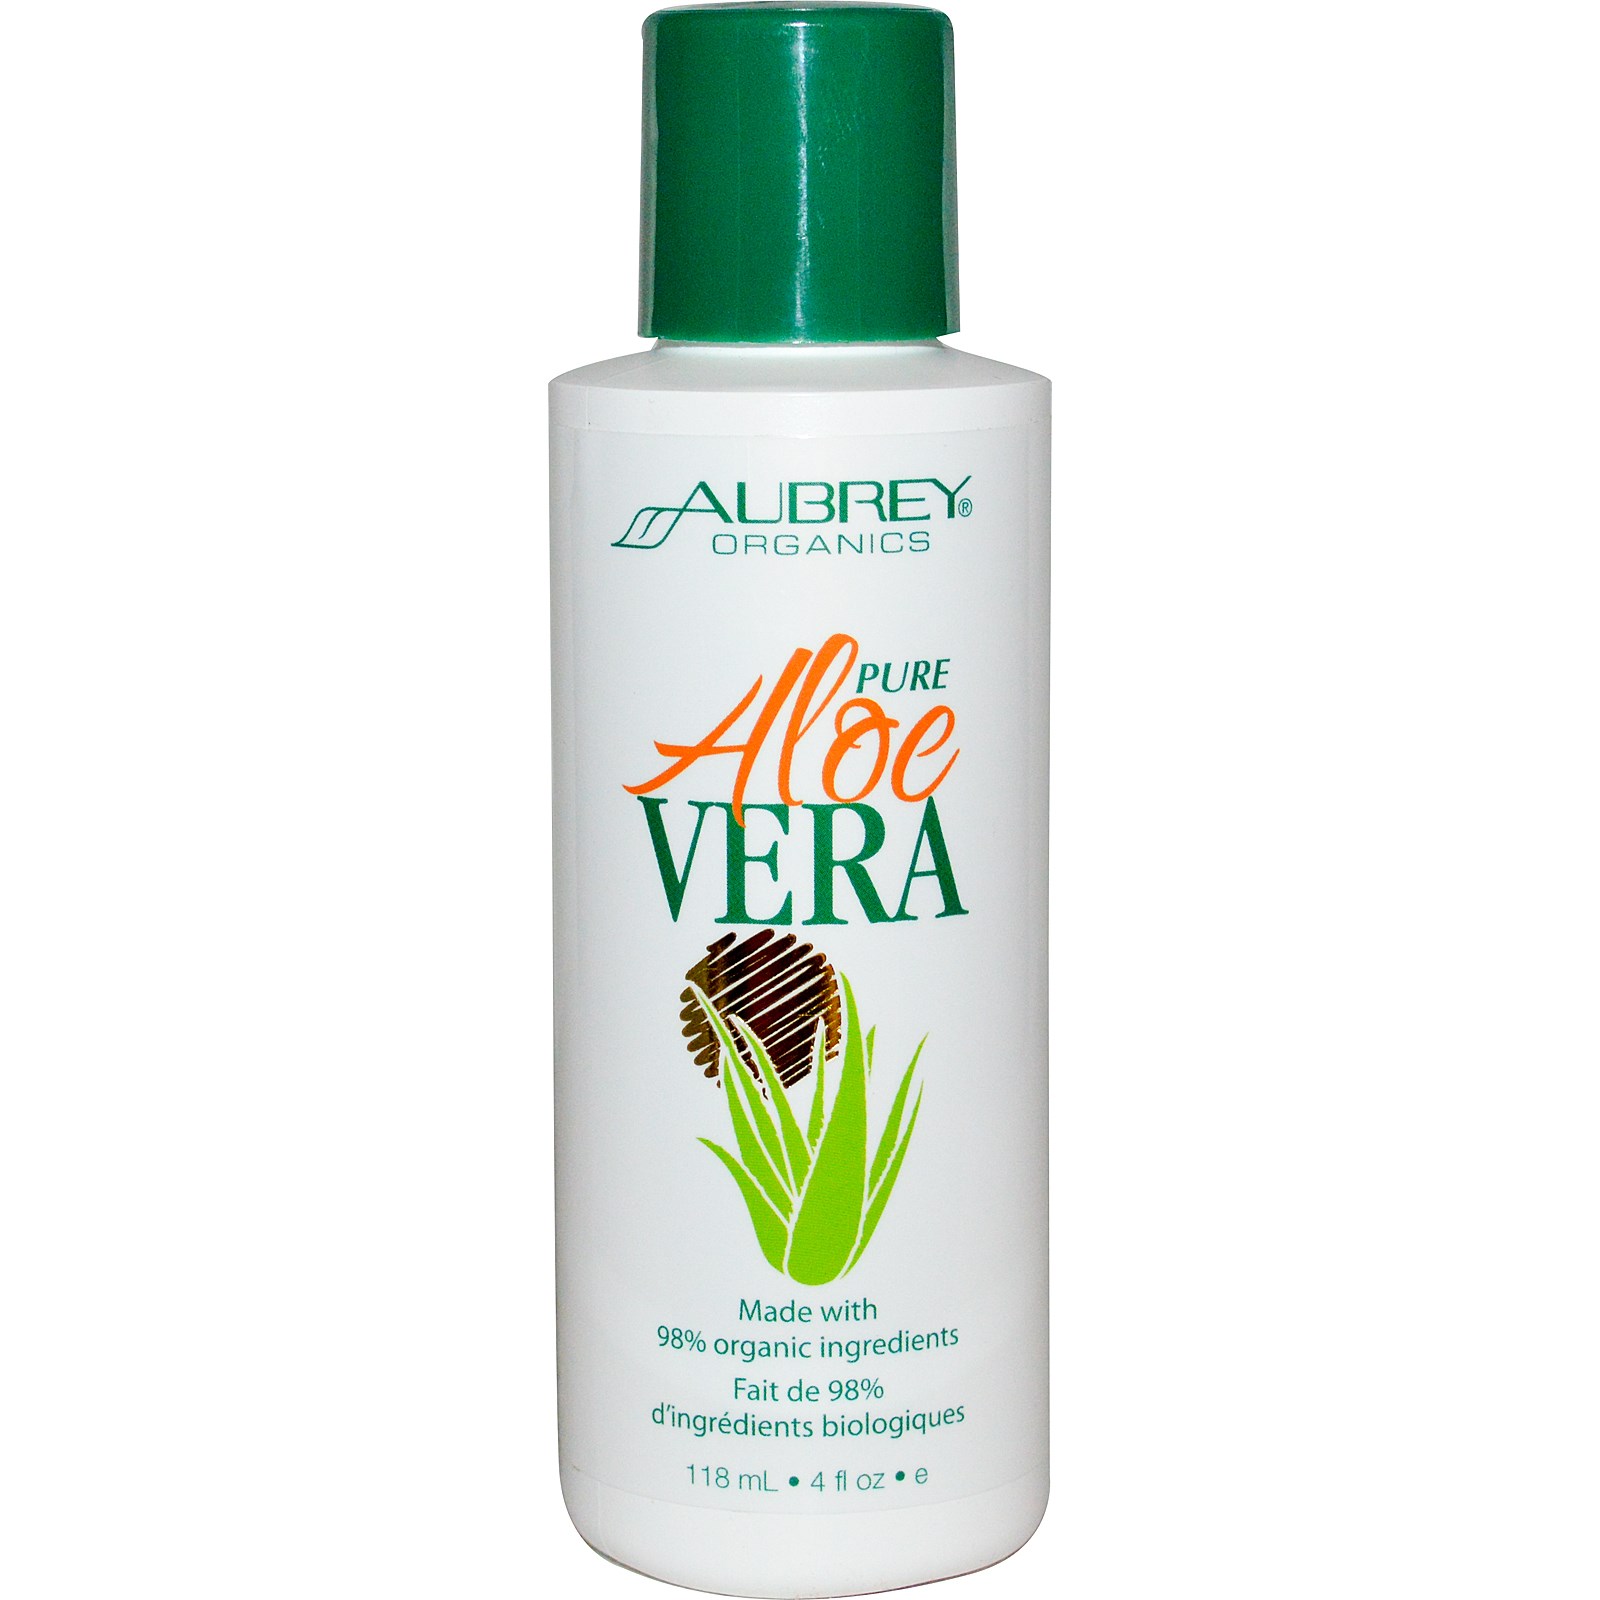 AUBREY®
ORGANICS
PURE
Aloe
VERA
Made with
98% organic ingredients
Fait de 98%
d'ingrédients biologiques
118 mL • 4 fl oz • e